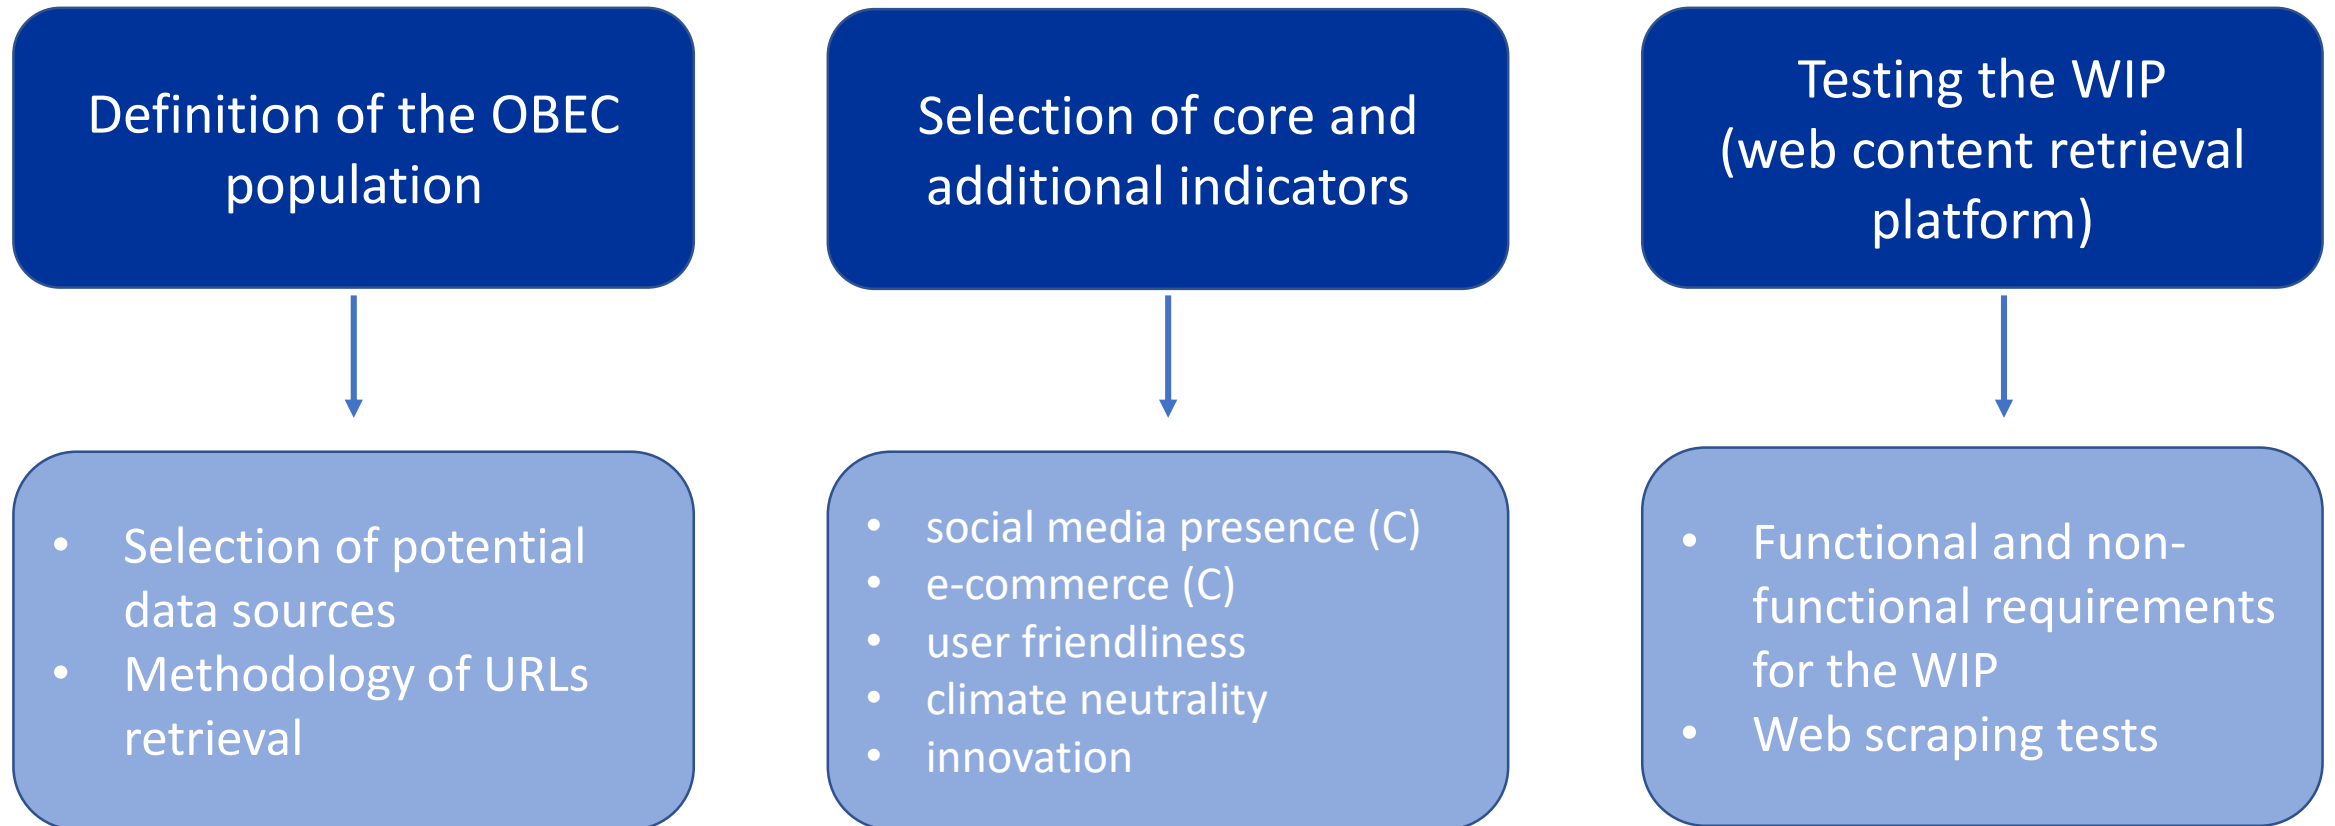 Definition of the OBEC
population
Selection of core and
additional indicators
Testing the WIP
(web content retrieval
platform)
• Selection of potential
data sources
• Methodology of URLs
retrieval
• social media presence (C)
• e-commerce (C)
• user friendliness
• climate neutrality
• innovation
• Functional and non-
functional requirements
for the WIP
• Web scraping tests